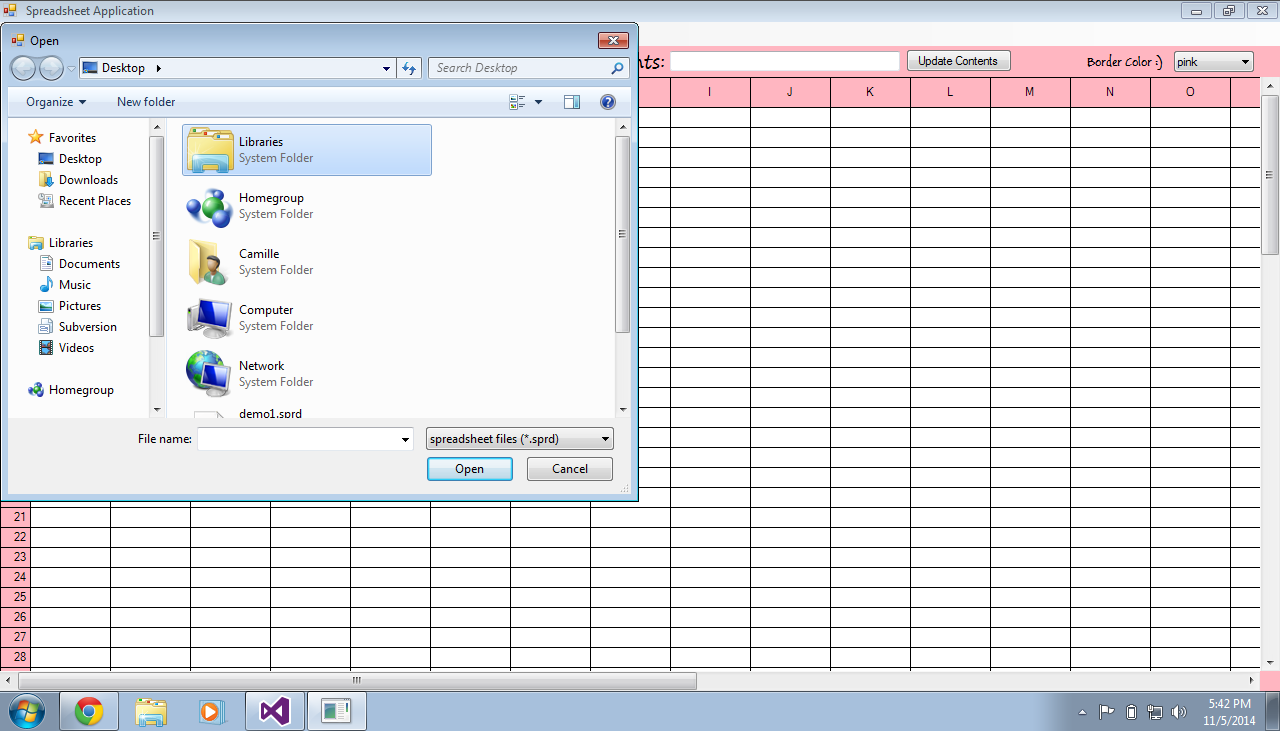 Spreadsheet Application
Open
Desktop
Search Desktop
nts:
Update Contents
Border Color :)
pink
Organize
New folder
I J K L M N O
Favorites
Desktop
Downloads
Recent Places
Libraries
Documents
Music
Pictures
Subversion
Videos
Homegroup
Libraries
System Folder
Homegroup
System Folder
Camille
System Folder
Computer
System Folder
Network
System Folder
demo1.sprd
File name:
spreadsheet files (*.sprd)
Open
Cancel
21
22
23
24
25
26
27
28
5:42 PM
11/5/2014